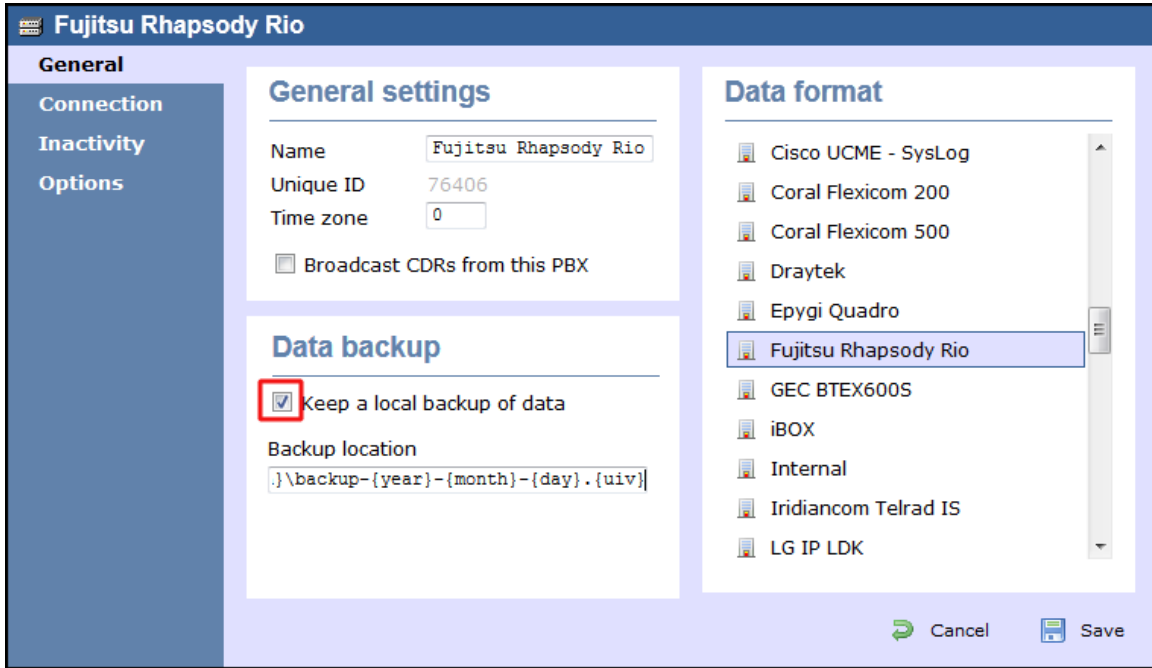 Fujitsu Rhapsody Rio
General
Connection
Inactivity
Options
General settings
Name
Fujitsu Rhapsody Rio
Unique ID
76406
Time zone
0
Broadcast CDRs from this PBX
Data backup
Keep a local backup of data
Backup location
.}\backup-{year}-{month}-{day}.{uiv}
Data format
Cisco UCME - SysLog
Coral Flexicom 200
Coral Flexicom 500
Draytek
Epygi Quadro
Fujitsu Rhapsody Rio
GEC BTEX600S
iBOX
Internal
Iridiancom Telrad IS
LG IP LDK
Cancel
Save